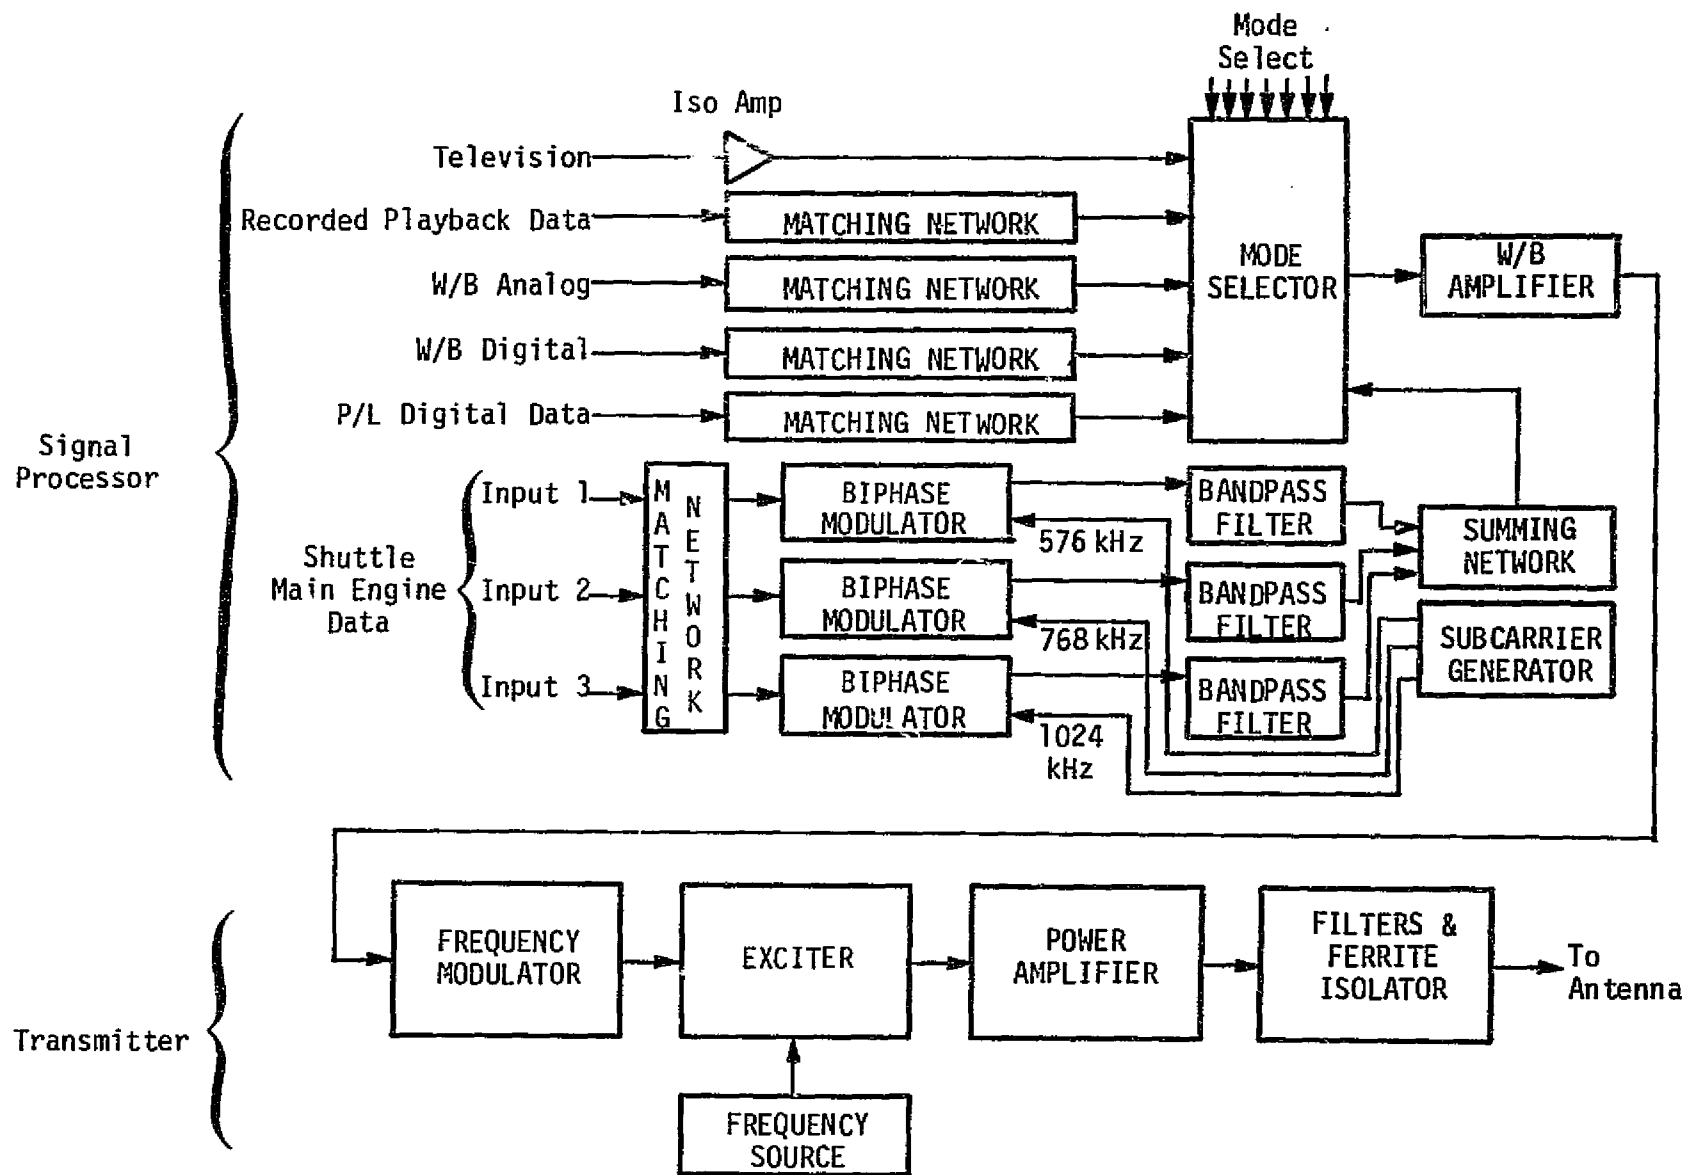 Mode
Select
Iso Amp
Television
Recorded Playback Data
MATCHING NETWORK
W/B Analog
MATCHING NETWORK
W/B Digital
MATCHING NETWORK
P/L Digital Data
MATCHING NETWORK
MODE
SELECTOR
W/B
AMPLIFIER
Signal
Processor
Shuttle
Main Engine
Data
Input 1
Input 2
Input 3
MATCHING
NETWORK
BIPHASE
MODULATOR
576 kHz
BIPHASE
MODULATOR
768 kHz
BIPHASE
MODULATOR
1024
kHz
BANDPASS
FILTER
BANDPASS
FILTER
BANDPASS
FILTER
SUMMING
NETWORK
SUBCARRIER
GENERATOR
Transmitter
FREQUENCY
MODULATOR
EXCITER
POWER
AMPLIFIER
FILTERS &
FERRITE
ISOLATOR
To
Antenna
FREQUENCY
SOURCE